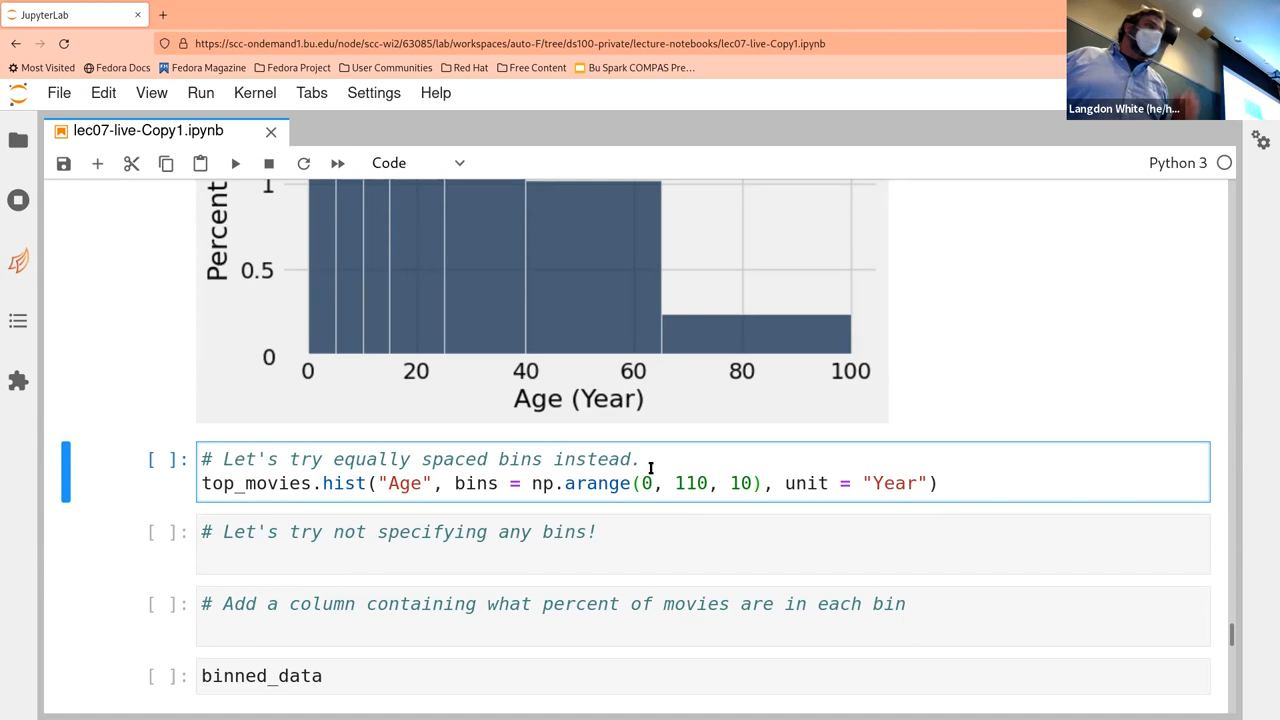 JupyterLab
https://scc-ondemand1.bu.edu/node/scc-wi2/63085/lab/workspaces/auto-F/tree/ds100-private/lecture-notebooks/lec07-live-Copy1.ipynb
Most Visited Fedora Docs Fedora Magazine Fedora Project User Communities Red Hat Free Content Bu Spark COMPAS Pre...
Langdon White (he/h...
File Edit View Run Kernel Tabs Settings Help
lec07-live-Copy1.ipynb
Code
Python 3
Percent
1
0.5
0
0 20 40 60 80 100
Age (Year)
[ ]: # Let's try equally spaced bins instead.
top_movies.hist("Age", bins = np.arange(0, 110, 10), unit = "Year")
[ ]: # Let's try not specifying any bins!
[ ]: # Add a column containing what percent of movies are in each bin
[ ]: binned_data